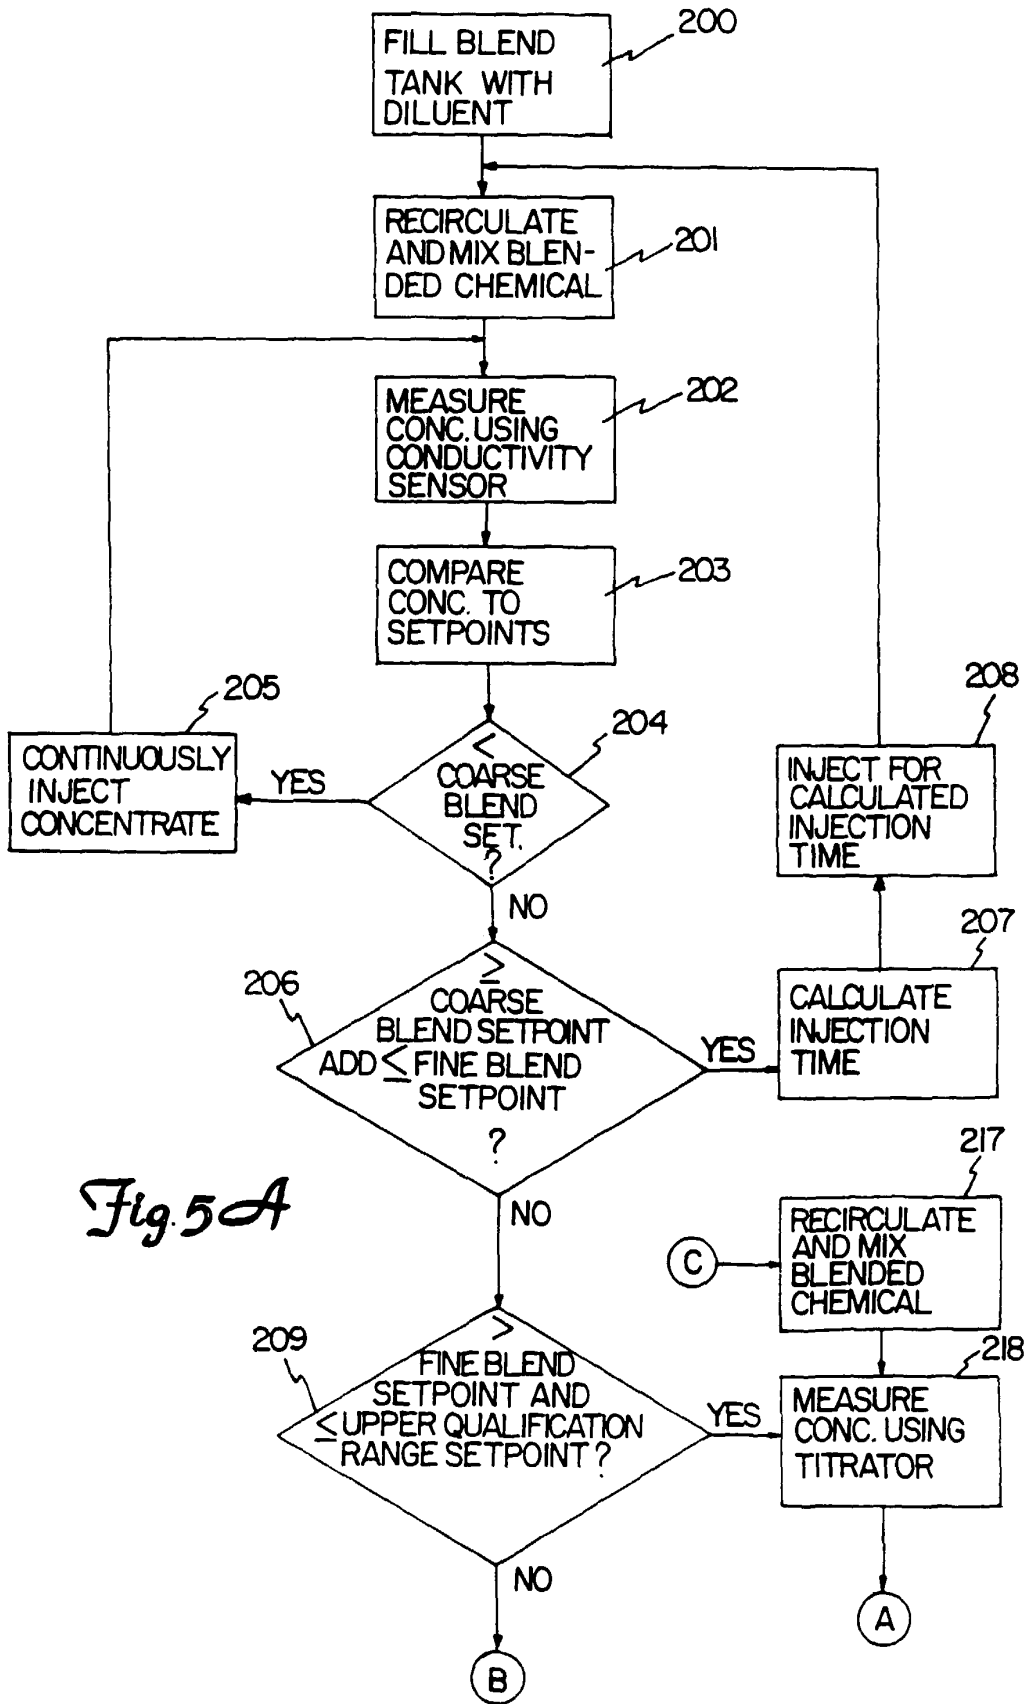 200
FILL BLEND
TANK WITH
DILUENT
RECIRCULATE
AND MIX BLEN-
DED CHEMICAL
201
MEASURE
CONC. USING
CONDUCTIVITY
SENSOR
202
COMPARE
CONC. TO
SETPOINTS
203
205
CONTINUOUSLY
INJECT
CONCENTRATE
YES
204
<
COARSE
BLEND
SET.
?
NO
208
INJECT FOR
CALCULATED
INJECTION
TIME
207
CALCULATE
INJECTION
TIME
206
≥
COARSE
BLEND SETPOINT
ADD ≤ FINE BLEND
SETPOINT
?
YES
NO
Fig. 5A
217
C
RECIRCULATE
AND MIX
BLENDED
CHEMICAL
209
>
FINE BLEND
SETPOINT AND
≤ UPPER QUALIFICATION
RANGE SETPOINT?
YES
218
MEASURE
CONC. USING
TITRATOR
NO
A
B